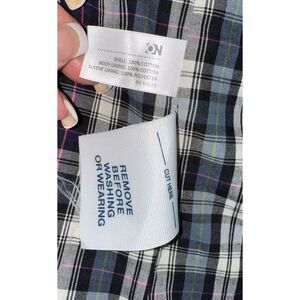 ON
SHELL: 100% COTTON
BODY LINING: 100% COTTON
SLEEVE LINING: 100% POLYESTER
RN
CUT HERE
REMOVE
BEFORE
WASHING
OR WEARING